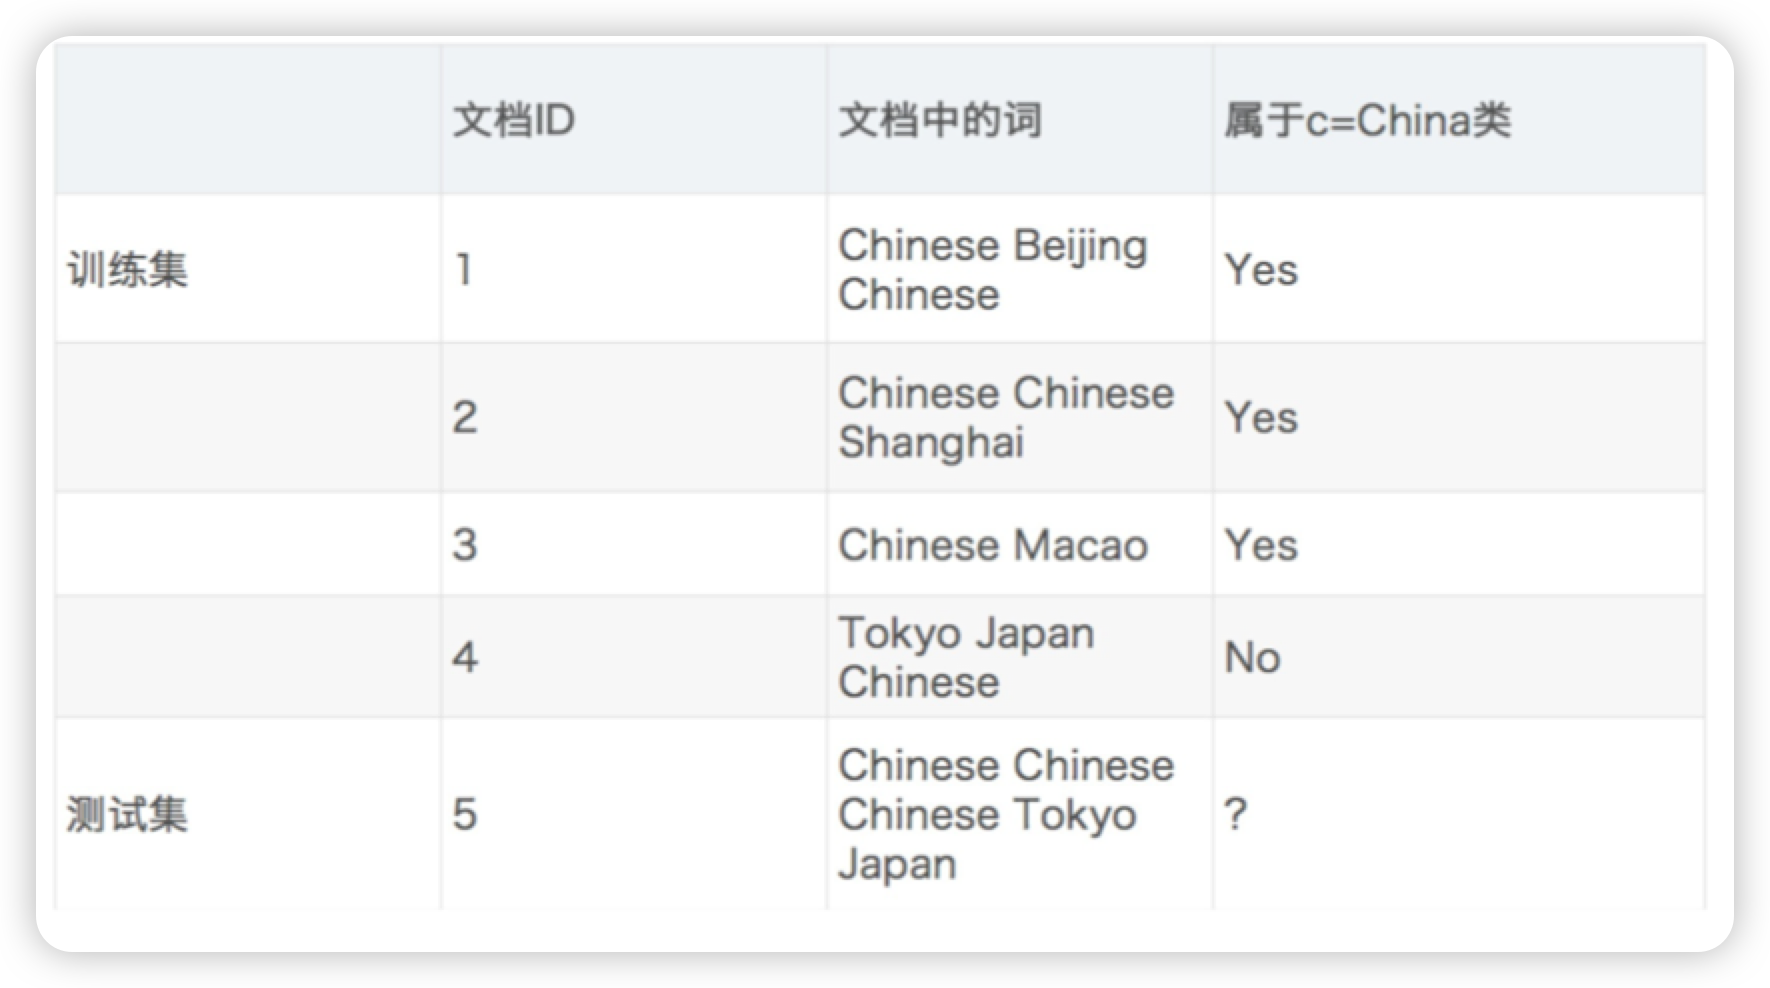 文档ID
文档中的词
属于c=China类
训练集
1
Chinese Beijing
Chinese
Yes
2
Chinese Chinese
Shanghai
Yes
3
Chinese Macao
Yes
4
Tokyo Japan
Chinese
No
测试集
5
Chinese Chinese
Chinese Tokyo
Japan
?